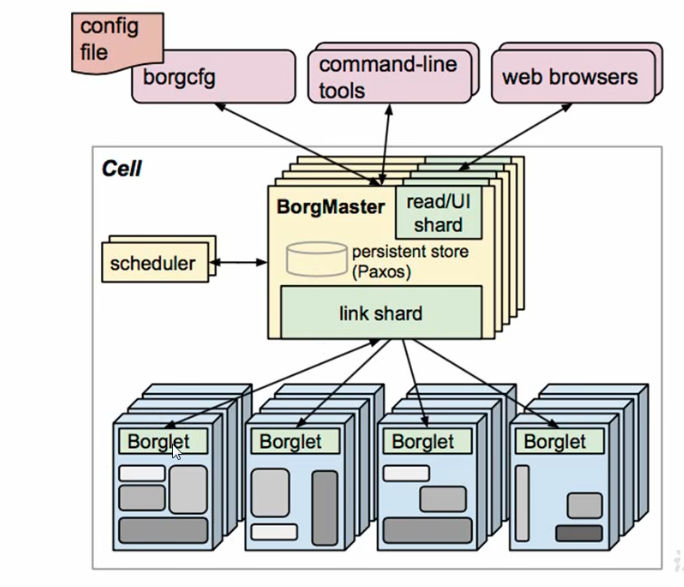 config
file
borgcfg
command-line
tools
web browsers
Cell
BorgMaster
read/UI
shard
persistent store
(Paxos)
scheduler
link shard
Borglet
Borglet
Borglet
Borglet